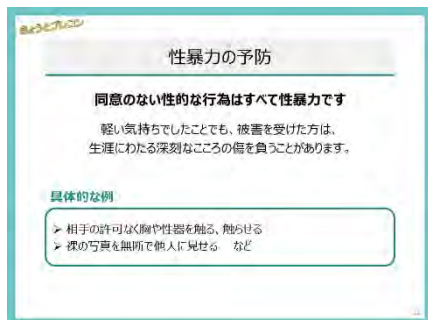 きょうとプレコン
性暴力の予防
同意のない性的な行為はすべて性暴力です
軽い気持ちでしたことでも、被害を受けた方は、
生涯にわたる深刻なこころの傷を負うことがあります。
具体的な例
➢ 相手の許可なく胸や性器を触る、触らせる
➢ 裸の写真を無断で他人に見せる など